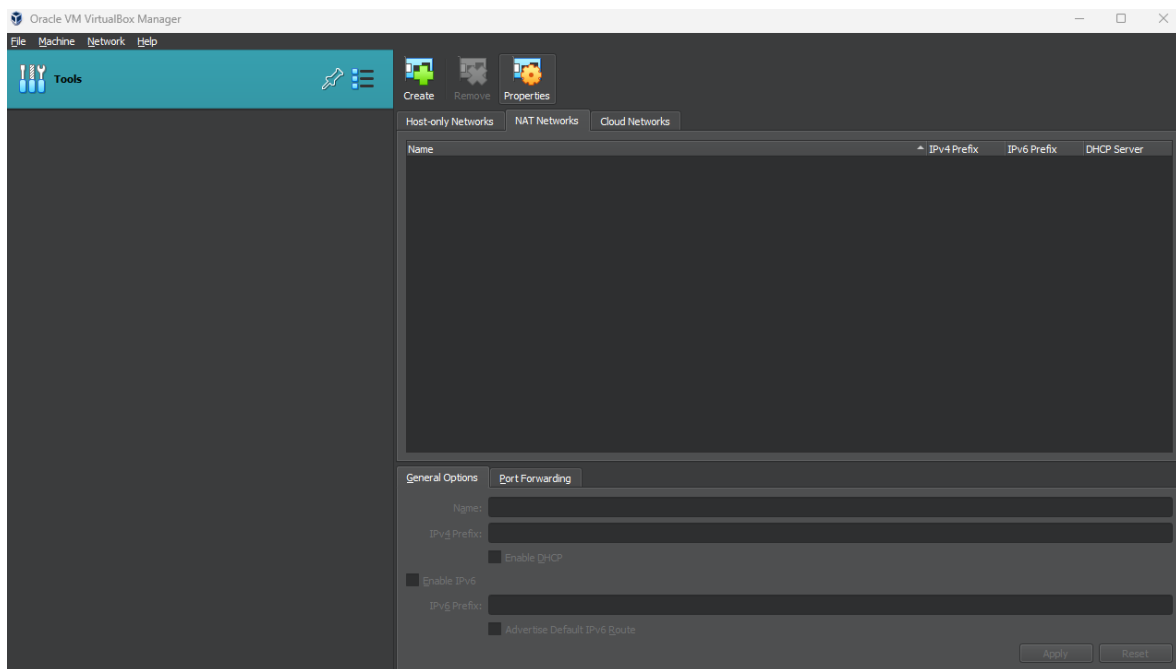 Oracle VM VirtualBox Manager
File Machine Network Help
Tools
Create Remove Properties
Host-only Networks NAT Networks Cloud Networks
Name IPv4 Prefix IPv6 Prefix DHCP Server
General Options Port Forwarding
Name:
IPv4 Prefix:
Enable DHCP
Enable IPv6
IPv6 Prefix:
Advertise Default IPv6 Route
Apply Reset